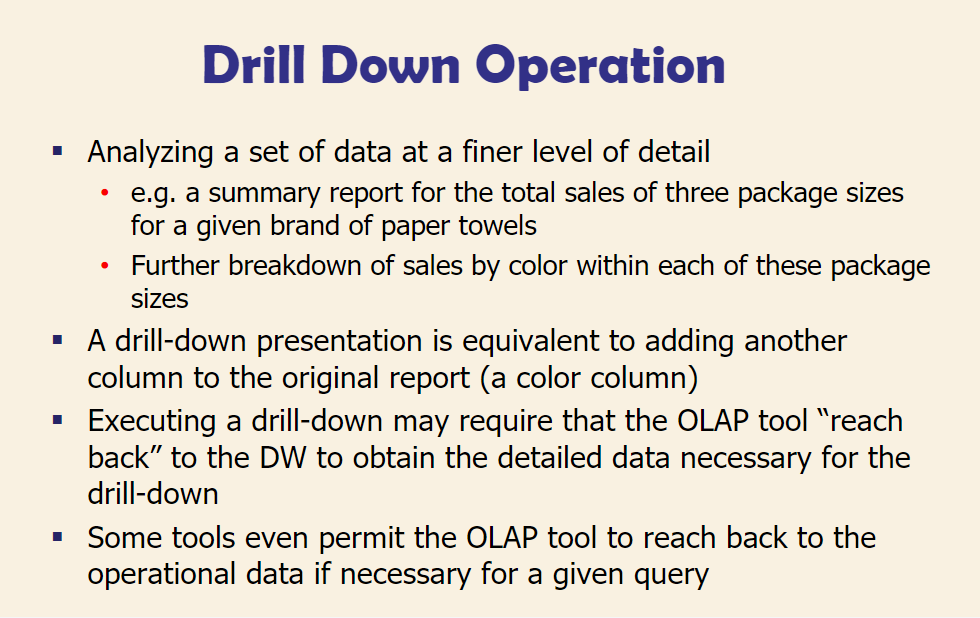 Drill Down Operation
▪ Analyzing a set of data at a finer level of detail
• e.g. a summary report for the total sales of three package sizes
for a given brand of paper towels
• Further breakdown of sales by color within each of these package
sizes
▪ A drill-down presentation is equivalent to adding another
column to the original report (a color column)
▪ Executing a drill-down may require that the OLAP tool “reach
back” to the DW to obtain the detailed data necessary for the
drill-down
▪ Some tools even permit the OLAP tool to reach back to the
operational data if necessary for a given query